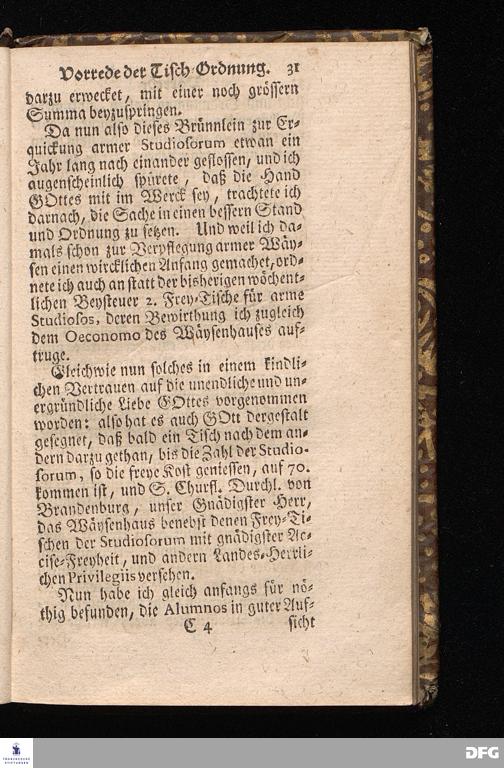 Vorrede der Tisch-Ordnung. 31
darzu erwecket, mit einer noch grössern
Summa beyzuspringen.
Da nun also dieses Brünnlein zur Er-
quickung armer Studiosorum etwan ein
Jahr lang nach einander geflossen, und ich
augenscheinlich spürete, daß die Hand
GOttes mit im Werck sey, trachtete ich
darnach, die Sache in einen bessern Stand
und Ordnung zu setzen. Und weil ich da-
mals schon zur Verpflegung armer Wäy-
sen einen wircklichen Anfang gemachet, ord-
nete ich auch an statt der bisherigen wöchent-
lichen Beysteuer 2. Frey-Tische für arme
Studiosos, deren Bewirthung ich zugleich
dem Oeconomo des Wäysenhauses auf-
truge.
Gleichwie nun solches in einem kindli-
chen Vertrauen auf die unendliche und un-
ergründliche Liebe GOttes vorgenommen
worden: also hat es auch GOtt dergestalt
gesegnet, daß bald ein Tisch nach dem an-
dern darzu gethan, bis die Zahl der Studio-
sorum, so die freye Kost geniessen, auf 70.
kommen ist, und S. Churfl. Durchl. von
Brandenburg, unser Gnädigster Herr,
das Wäysenhaus benebst denen Frey-Ti-
schen der Studiosorum mit gnädigster Ac-
cise-Freyheit, und andern Landes-Herrli-
chen Privilegiis versehen.
Nun habe ich gleich anfangs für nö-
thig befunden, die Alumnos in guter Auf-
C 4 sicht
FRANCKESCHE
STIFTUNGEN
DFG